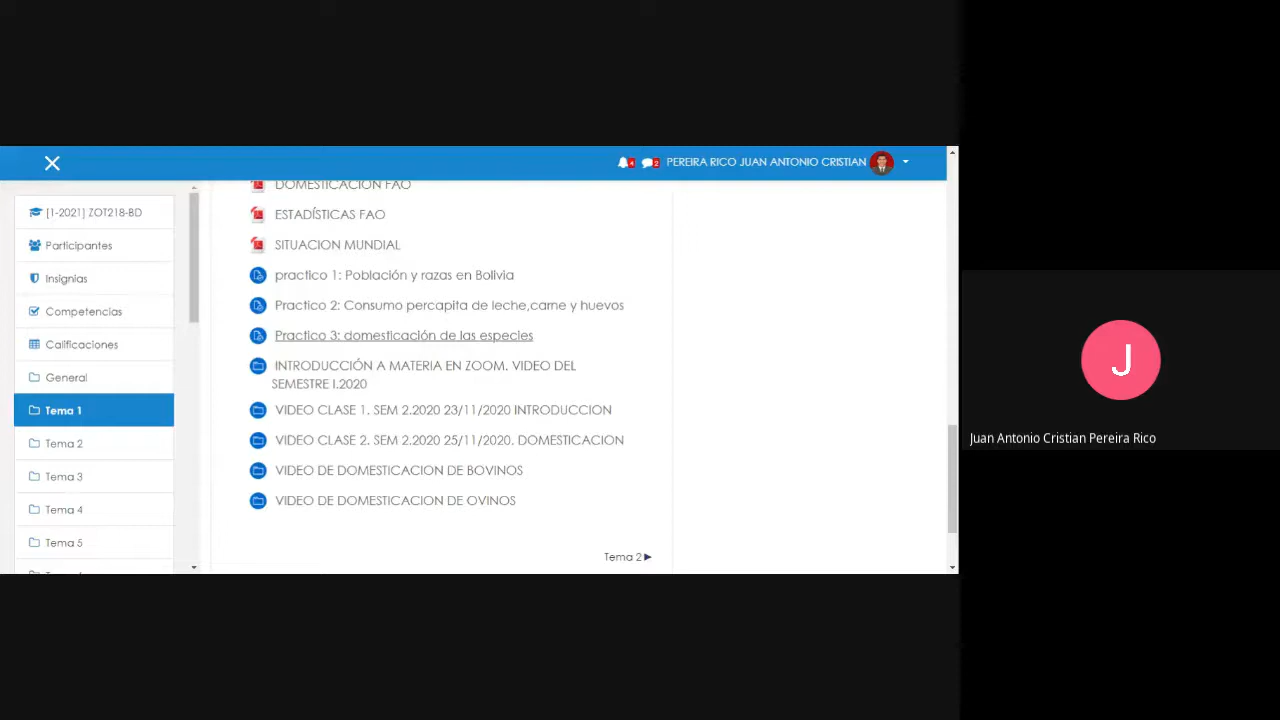 4
2
PEREIRA RICO JUAN ANTONIO CRISTIAN
[1-2021] ZOT218-BD
Participantes
Insignias
Competencias
Calificaciones
General
Tema 1
Tema 2
Tema 3
Tema 4
Tema 5
DOMESTICACION FAO
ESTADÍSTICAS FAO
SITUACION MUNDIAL
practico 1: Población y razas en Bolivia
Practico 2: Consumo percapita de leche,carne y huevos
Practico 3: domesticación de las especies
INTRODUCCIÓN A MATERIA EN ZOOM. VIDEO DEL
SEMESTRE I.2020
VIDEO CLASE 1. SEM 2.2020 23/11/2020 INTRODUCCION
VIDEO CLASE 2. SEM 2.2020 25/11/2020. DOMESTICACION
VIDEO DE DOMESTICACION DE BOVINOS
VIDEO DE DOMESTICACION DE OVINOS
Tema 2 ►
J
Juan Antonio Cristian Pereira Rico